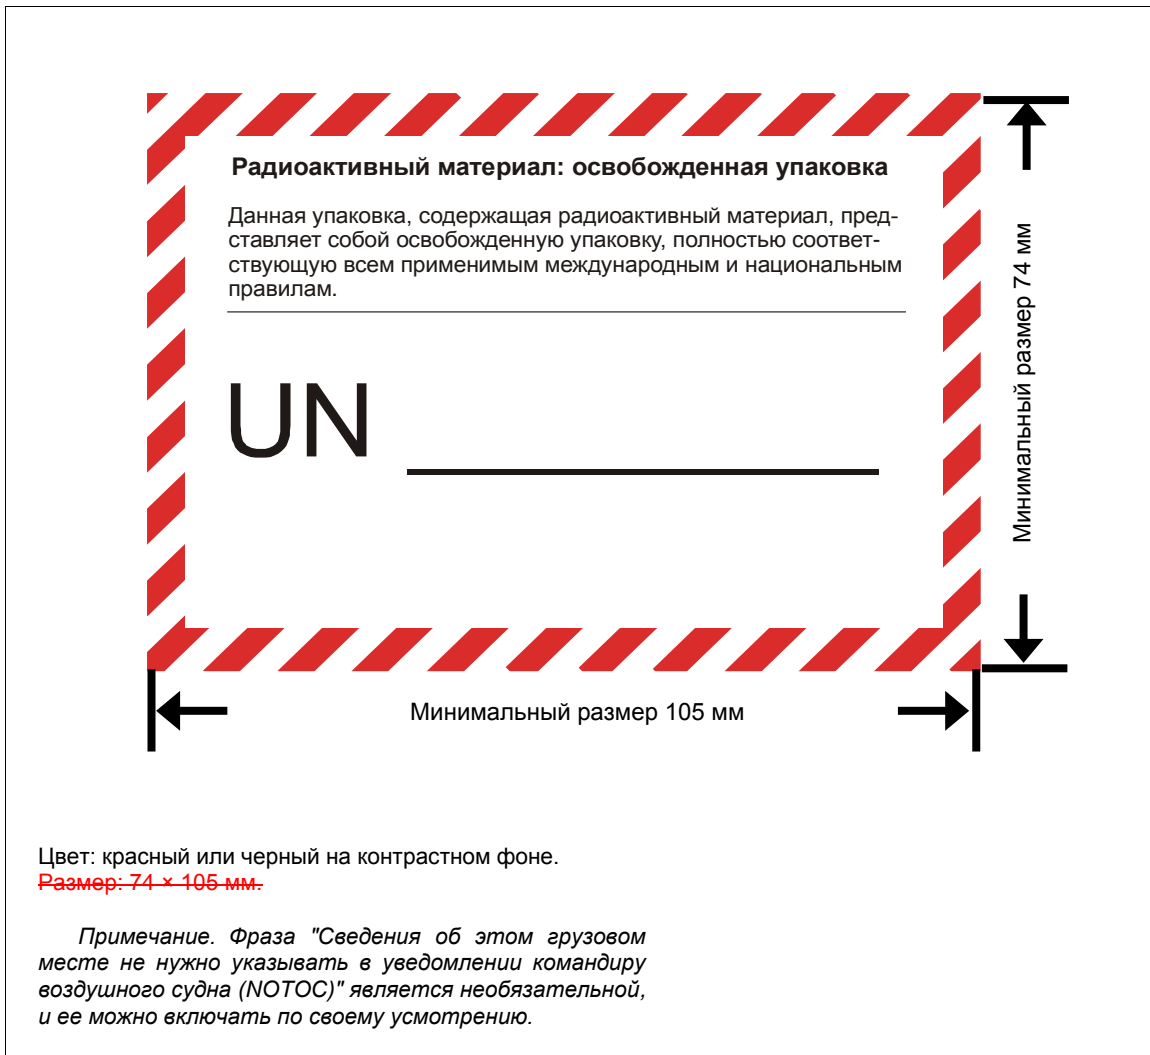 Радиоактивный материал: освобожденная упаковка
Данная упаковка, содержащая радиоактивный материал, пред-
ставляет собой освобожденную упаковку, полностью соответ-
ствующую всем применимым международным и национальным
правилам.
UN
Минимальный размер 74 мм
Минимальный размер 105 мм
Цвет: красный или черный на контрастном фоне.
Размер: 74 × 105 мм.
Примечание. Фраза "Сведения об этом грузовом
месте не нужно указывать в уведомлении командиру
воздушного судна (NOTOC)" является необязательной,
и ее можно включать по своему усмотрению.